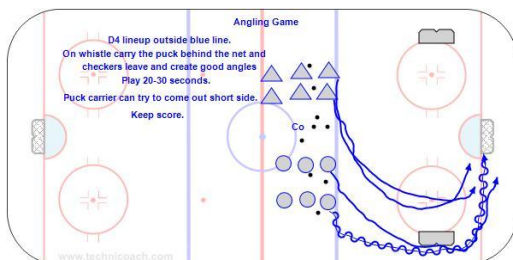 Angling Game
D4 lineup outside blue line.
On whistle carry the puck behind the net and
checkers leave and create good angles
Play 20-30 seconds.
Puck carrier can try to come out short side.
Keep score.
Co
www.technicoach.com